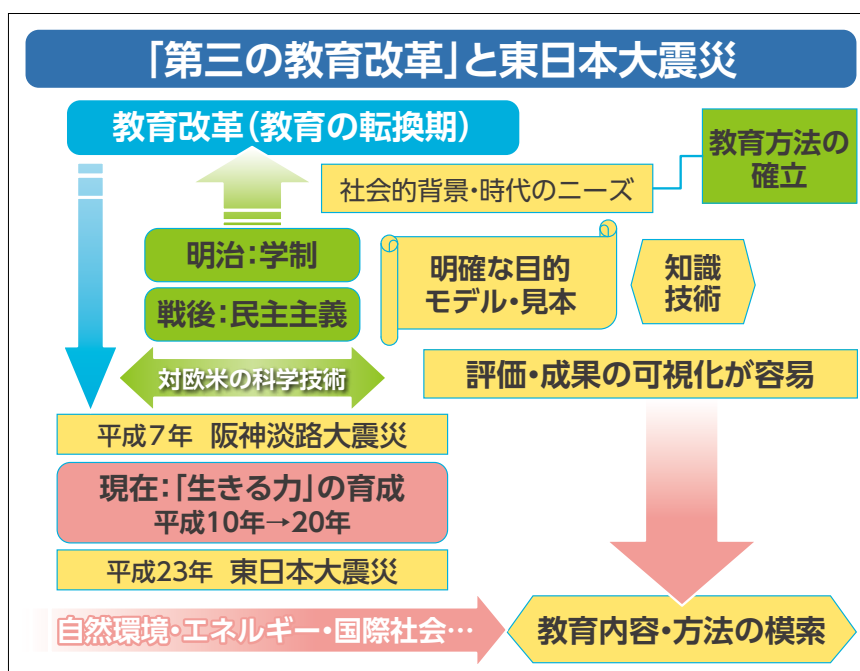 「第三の教育改革」と東日本大震災
教育改革(教育の転換期)
教育方法の
確立
社会的背景・時代のニーズ
明治:学制
戦後:民主主義
明確な目的
モデル・見本
知識
技術
対欧米の科学技術
評価・成果の可視化が容易
平成7年 阪神淡路大震災
現在:「生きる力」の育成
平成10年→20年
平成23年 東日本大震災
自然環境・エネルギー・国際社会…
教育内容・方法の模索